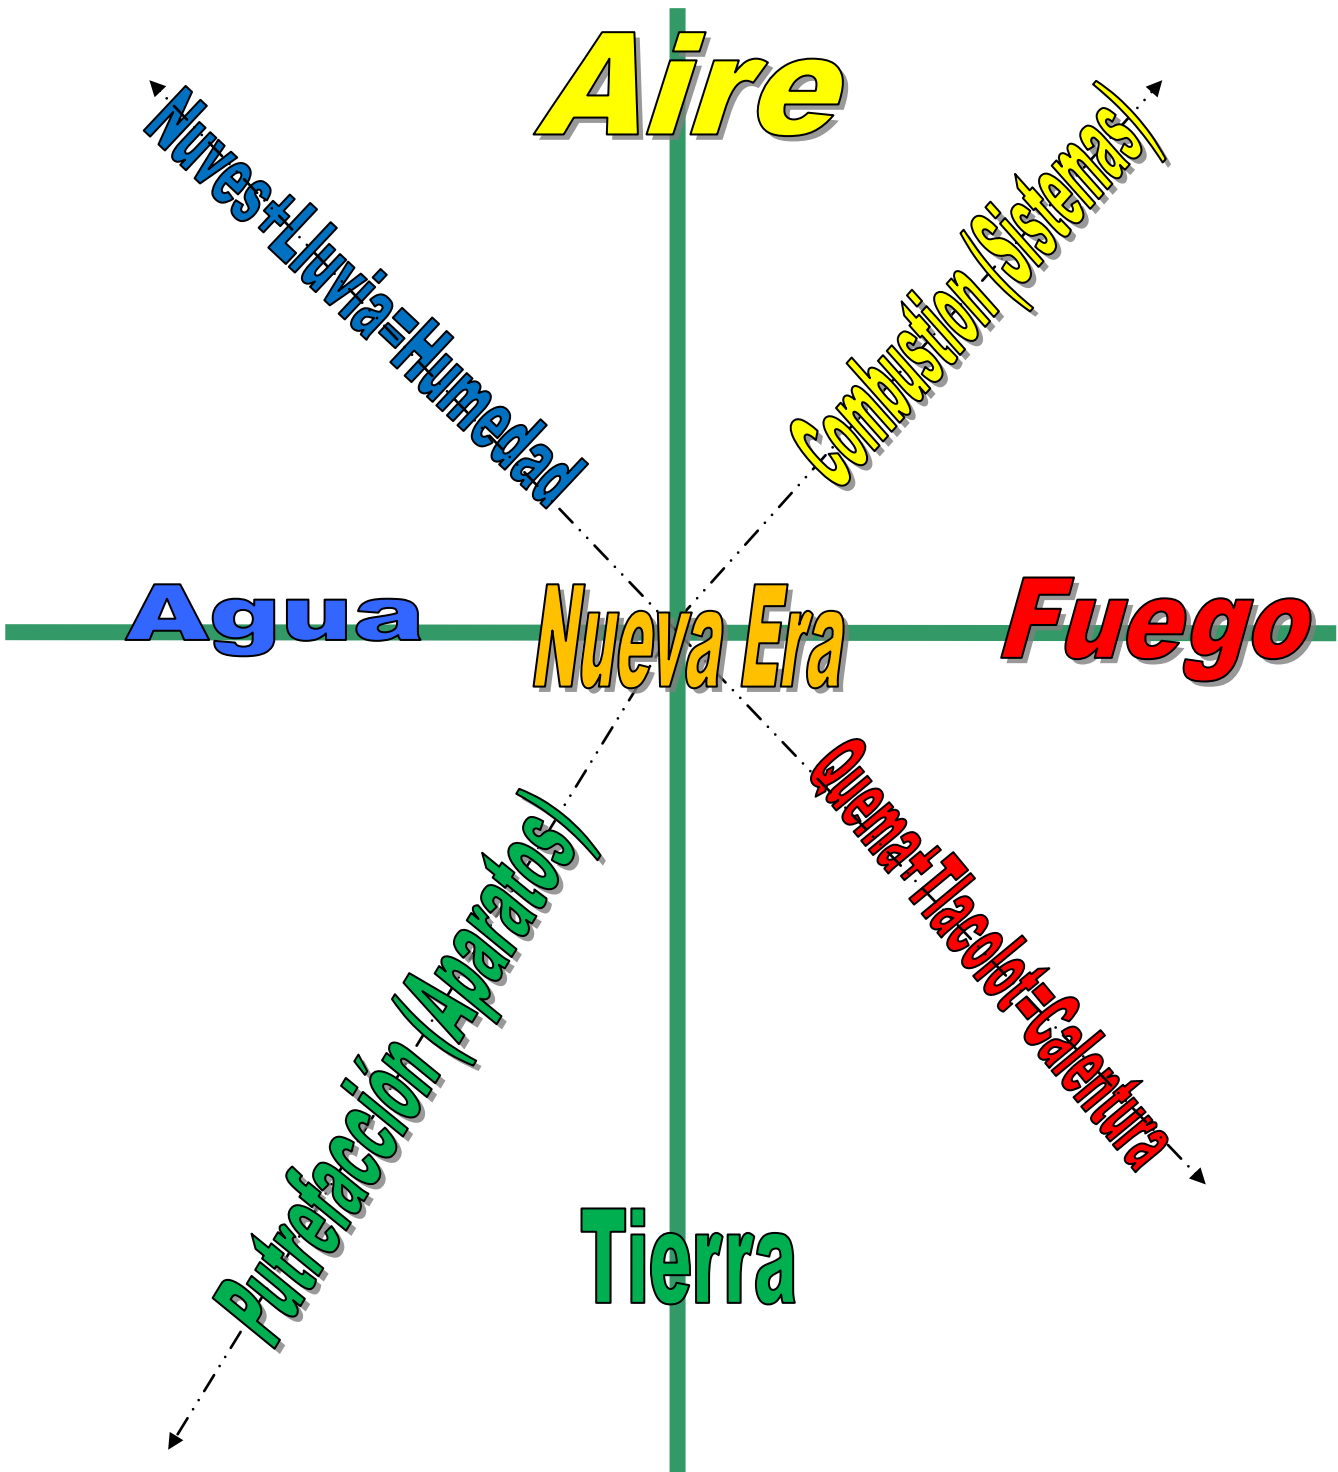 Aire
Nuves+Lluvia=Humedad
Combustion (Sistemas)
Agua
Nueva Era
Fuego
Putrefacción (Aparatos)
Quema+Tlacolot=Calentura
Tierra